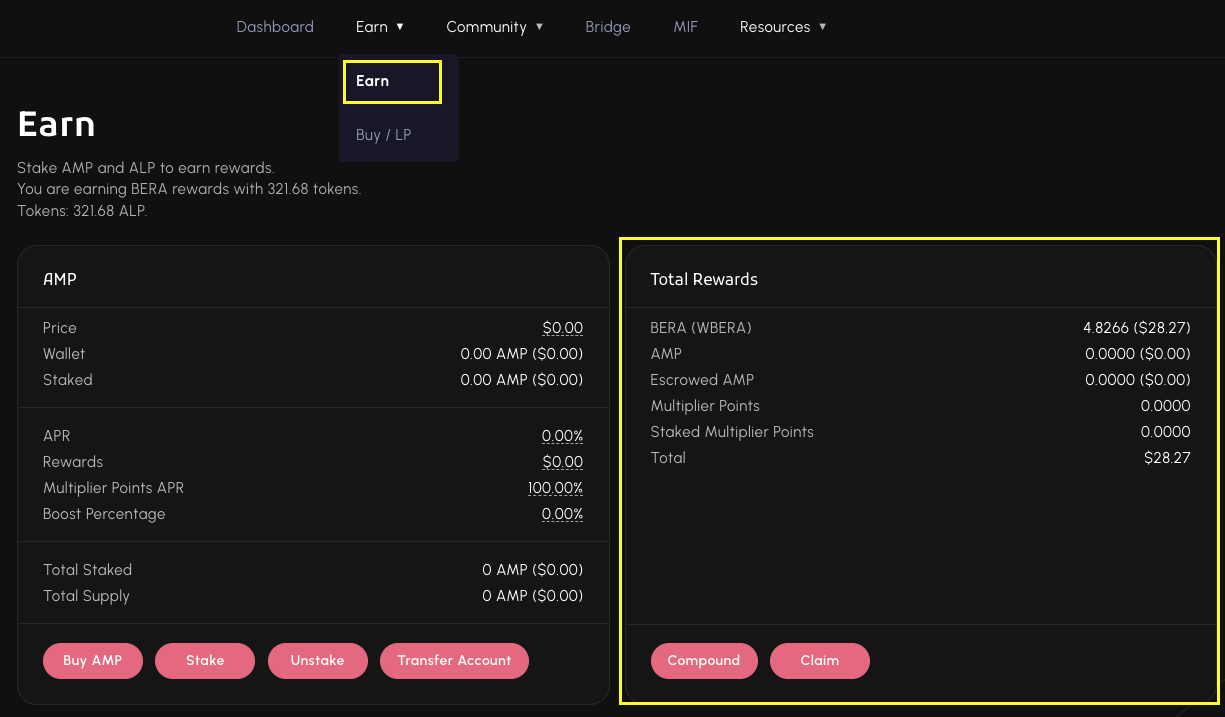 Dashboard Earn ▼ Community ▼ Bridge MIF Resources ▼
Earn
Buy / LP
Earn
Stake AMP and ALP to earn rewards.
You are earning BERA rewards with 321.68 tokens.
Tokens: 321.68 ALP.
AMP
Price $0.00
Wallet 0.00 AMP ($0.00)
Staked 0.00 AMP ($0.00)
APR 0.00%
Rewards $0.00
Multiplier Points APR 100.00%
Boost Percentage 0.00%
Total Staked 0 AMP ($0.00)
Total Supply 0 AMP ($0.00)
Buy AMP Stake Unstake Transfer Account
Total Rewards
BERA (WBERA) 4.8266 ($28.27)
AMP 0.0000 ($0.00)
Escrowed AMP 0.0000 ($0.00)
Multiplier Points 0.0000
Staked Multiplier Points 0.0000
Total $28.27
Compound Claim